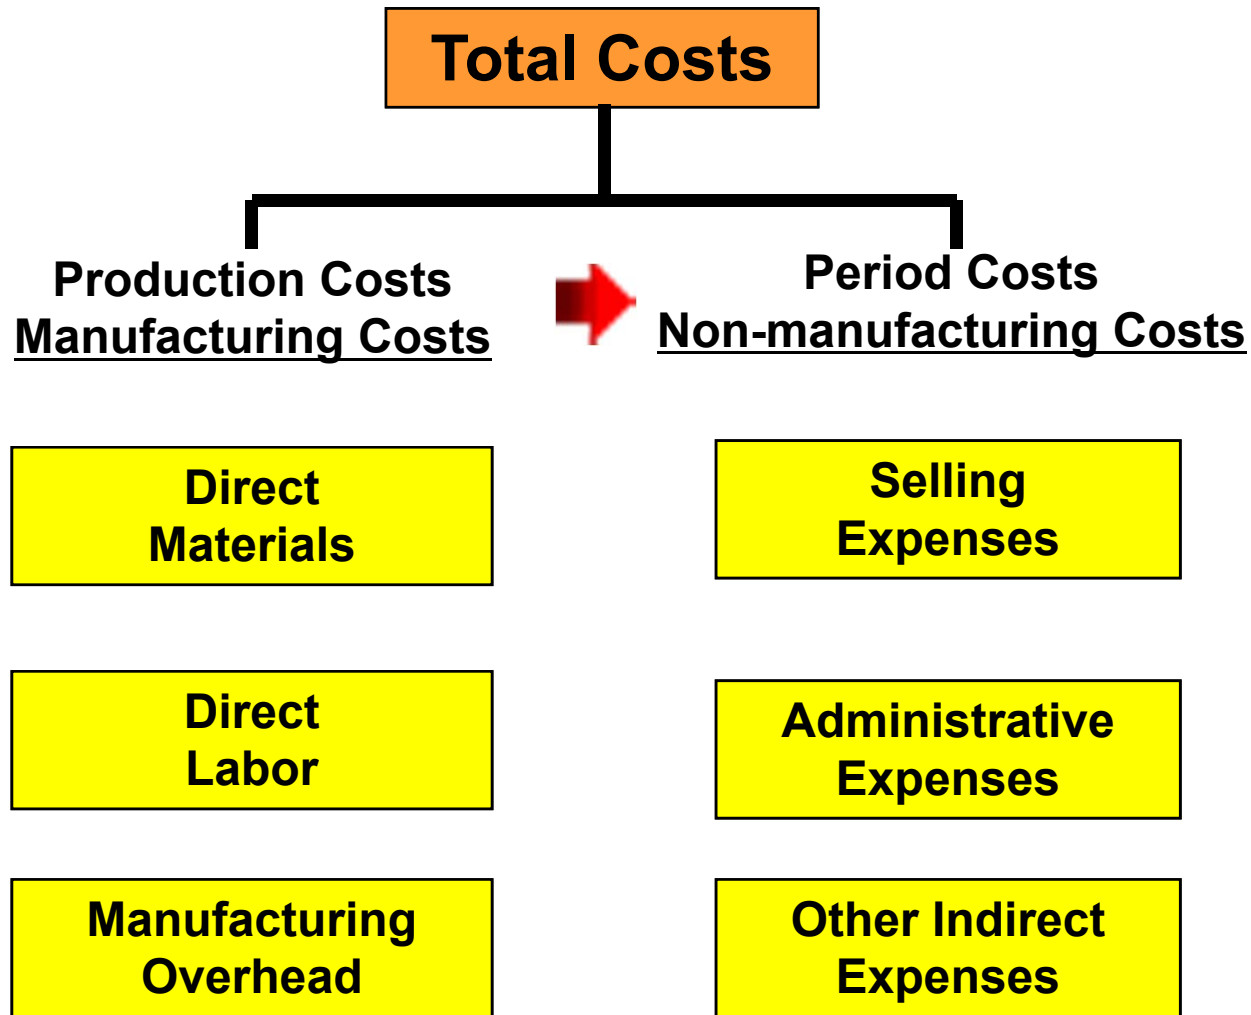 Total Costs
Production Costs
Manufacturing Costs
Period Costs
Non-manufacturing Costs
Direct
Materials
Selling
Expenses
Direct
Labor
Administrative
Expenses
Manufacturing
Overhead
Other Indirect
Expenses